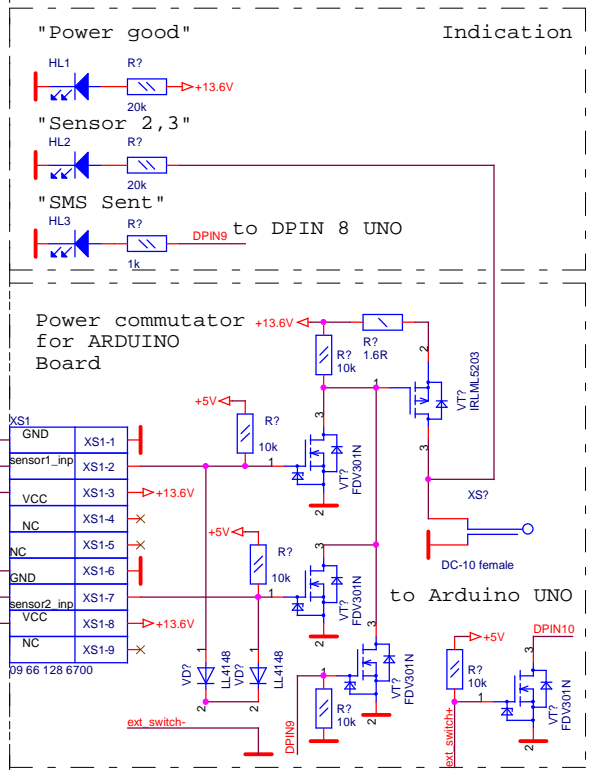 "Power good" Indication
HL1 R?
+13.6V
20k
"Sensor 2,3"
HL2 R?
20k
"SMS Sent"
HL3 R?
DPIN9 to DPIN 8 UNO
1k
Power commutator
for ARDUINO
Board
+13.6V
R?
1.6R
R?
10k
2
1
3
VT?
IRLML5203
+5V
R?
10k
3
1
2
VT?
FDV301N
XS1
GND XS1-1
sensor1_inp XS1-2
VCC XS1-3 +13.6V
NC XS1-4
NC XS1-5
GND XS1-6
sensor2_inp XS1-7
VCC XS1-8 +13.6V
NC XS1-9
09 66 128 6700
XS?
DC-10 female
+5V
R?
10k
3
1
2
VT?
FDV301N
to Arduino UNO
1
2
VD?
LL4148
1
2
VD?
LL4148
ext_switch-
DPIN9
R?
10k
3
1
2
VT?
FDV301N
+5V
DPIN10
R?
10k
3
1
2
VT?
FDV301N
ext_switch+